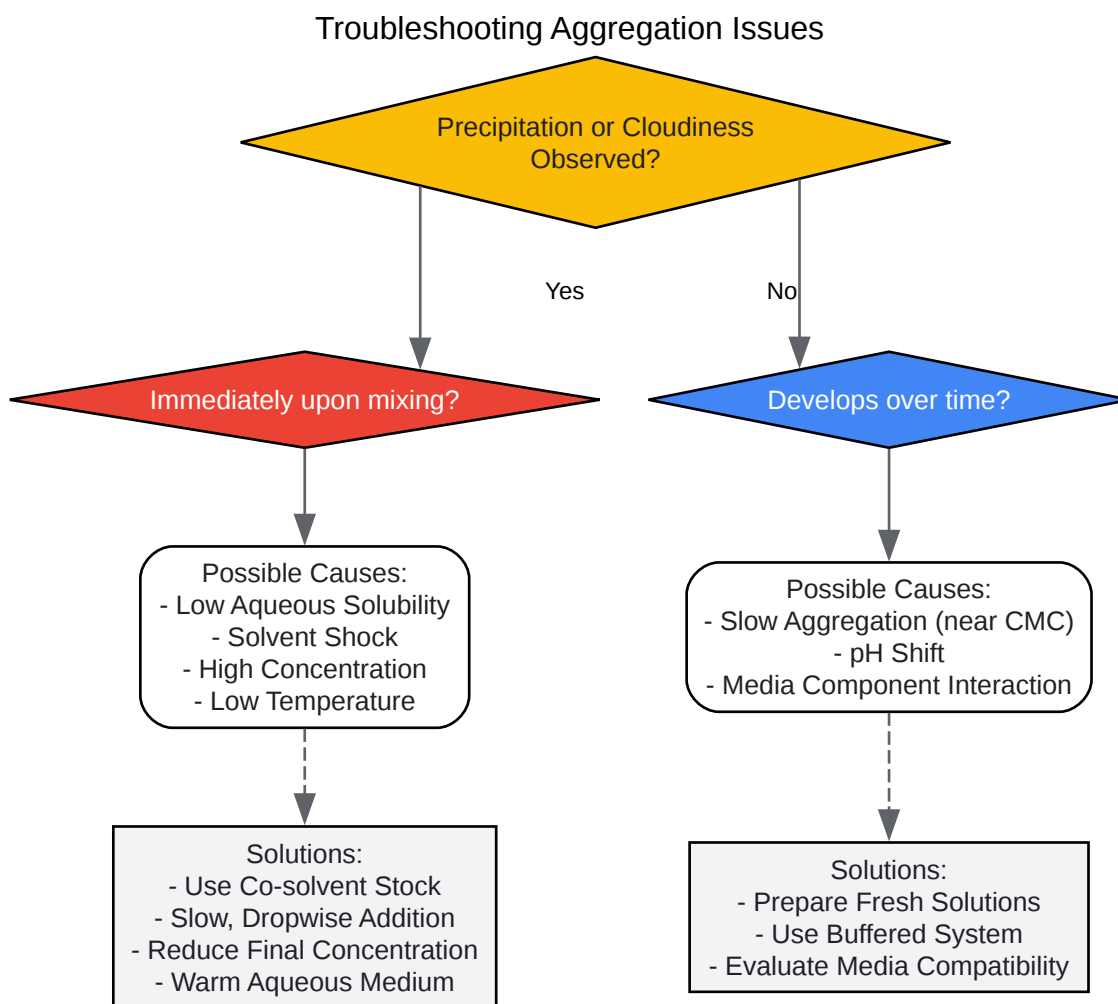 Troubleshooting Aggregation Issues
Precipitation or Cloudiness
Observed?
Yes
No
Immediately upon mixing?
Develops over time?
Possible Causes:
- Low Aqueous Solubility
- Solvent Shock
- High Concentration
- Low Temperature
Possible Causes:
- Slow Aggregation (near CMC)
- pH Shift
- Media Component Interaction
Solutions:
- Use Co-solvent Stock
- Slow, Dropwise Addition
- Reduce Final Concentration
- Warm Aqueous Medium
Solutions:
- Prepare Fresh Solutions
- Use Buffered System
- Evaluate Media Compatibility